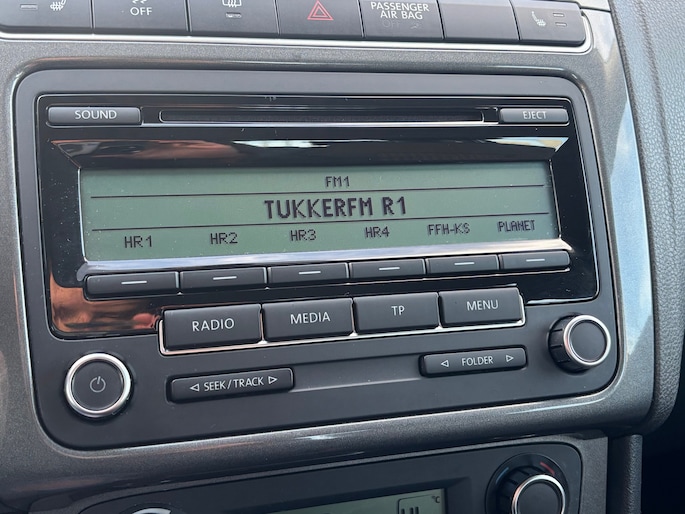 OFF
PASSENGER
AIR BAG
SOUND
EJECT
FM1
TUKKERFM R1
HR1 HR2 HR3 HR4 FFH-KS PLANET
RADIO MEDIA TP MENU
◁ SEEK/TRACK ▷
◁ FOLDER ▷
°C